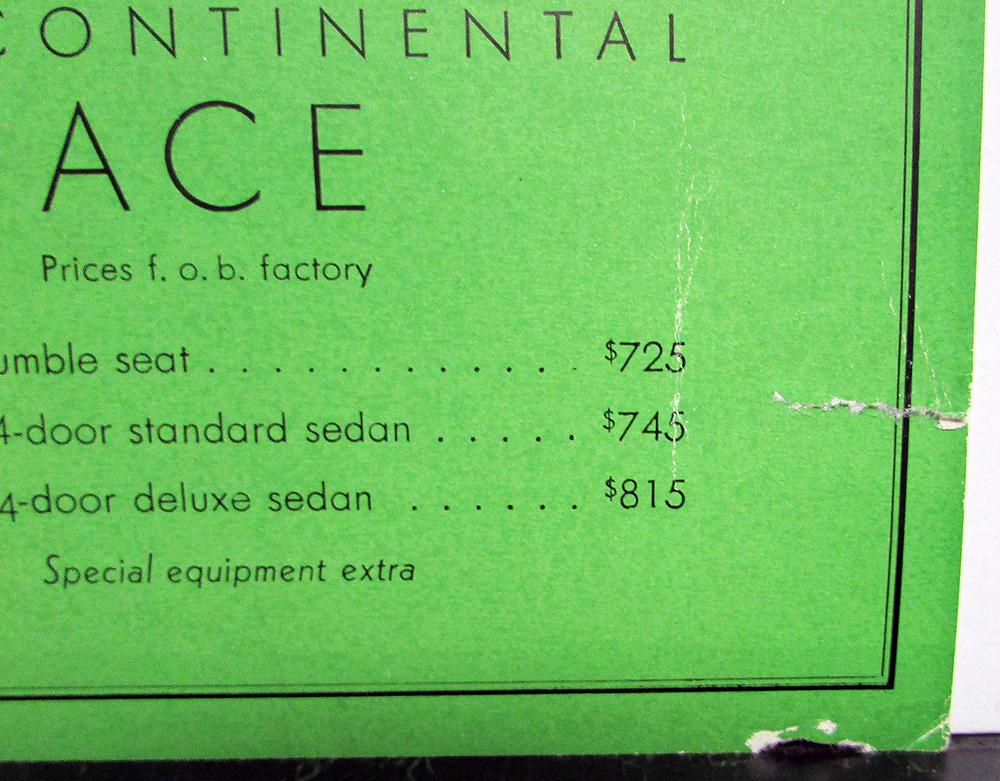 CONTINENTAL
ACE
Prices f. o. b. factory
umble seat . . . . . . . . . . . . . $725
4-door standard sedan . . . . . $745
4-door deluxe sedan . . . . . . $815
Special equipment extra